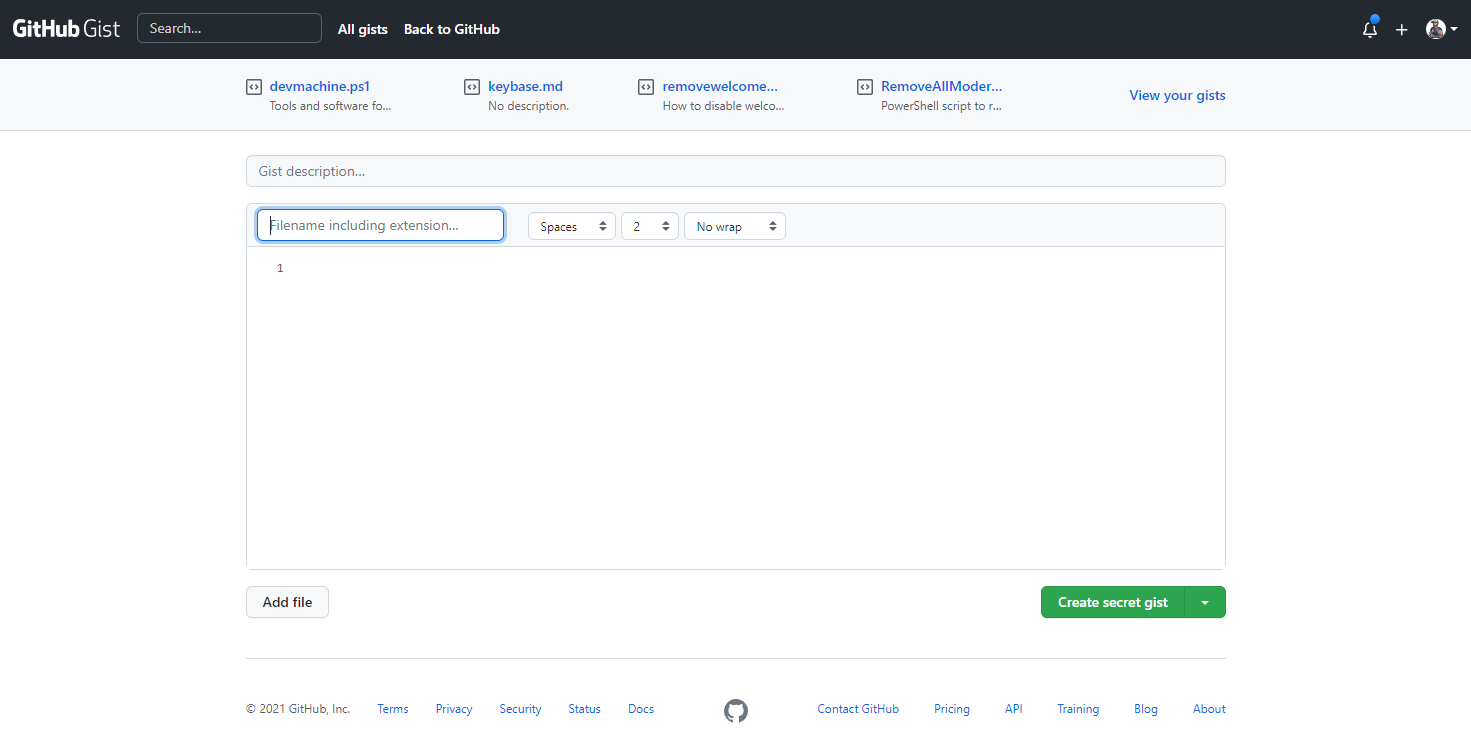 GitHub Gist Search... All gists Back to GitHub
devmachine.ps1 keybase.md removewelcome... RemoveAllModer...
Tools and software fo... No description. How to disable welco... PowerShell script to r...
View your gists
Gist description...
Filename including extension... Spaces 2 No wrap
1
Add file Create secret gist
© 2021 GitHub, Inc. Terms Privacy Security Status Docs Contact GitHub Pricing API Training Blog About